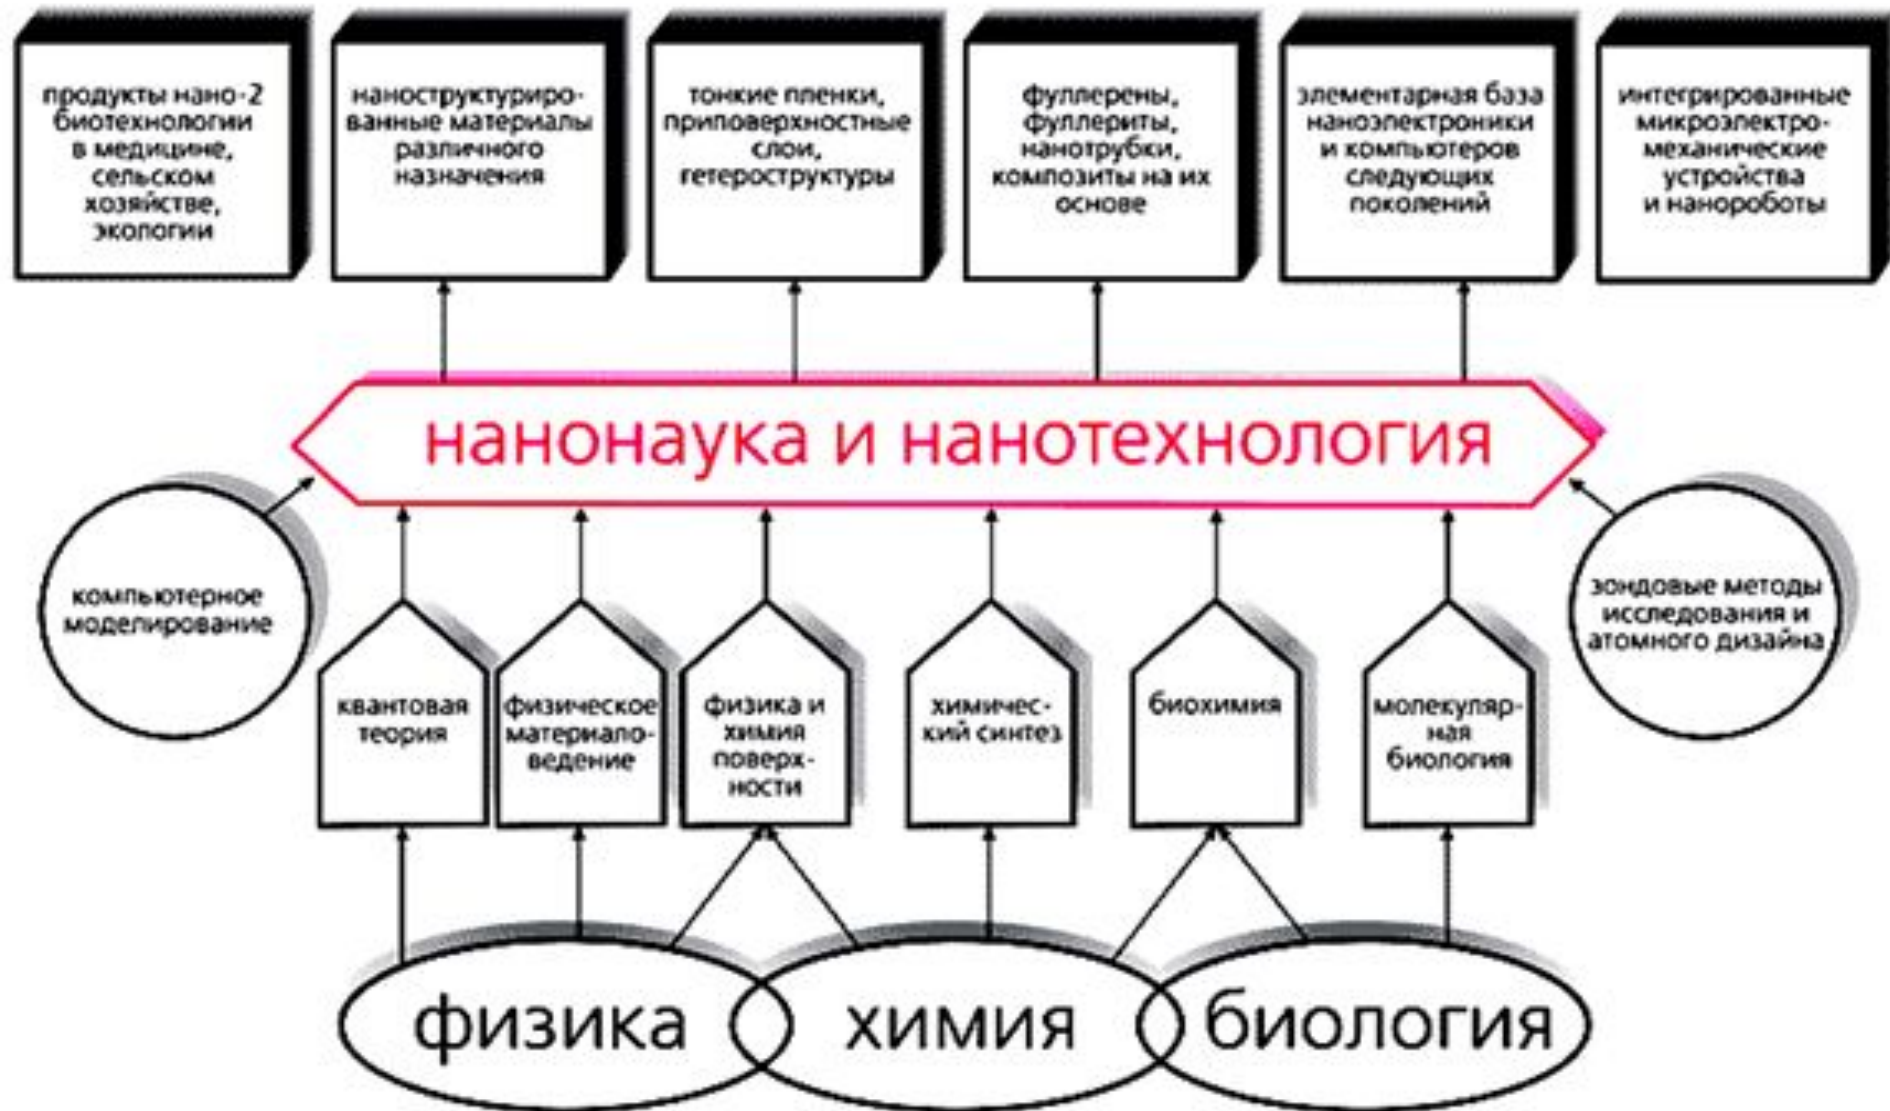 продукты нано-2
биотехнологии
в медицине,
сельском
хозяйстве,
экологии
наноструктуриро-
ванные материалы
различного
назначения
тонкие пленки,
приповерхностные
слои,
гетероструктуры
фуллерены,
фуллериты,
нанотрубки,
композиты на их
основе
элементарная база
наноэлектроники
и компьютеров
следующих
поколений
интегрированные
микроэлектро-
механические
устройства
и нанороботы
нанонаука и нанотехнология
компьютерное
моделирование
зондовые методы
исследования и
атомного дизайна
квантовая
теория
физическое
материало-
ведение
физика и
химия
поверх-
ности
химичес-
кий синтез
биохимия
молекуляр-
ная
биология
физика
химия
биология